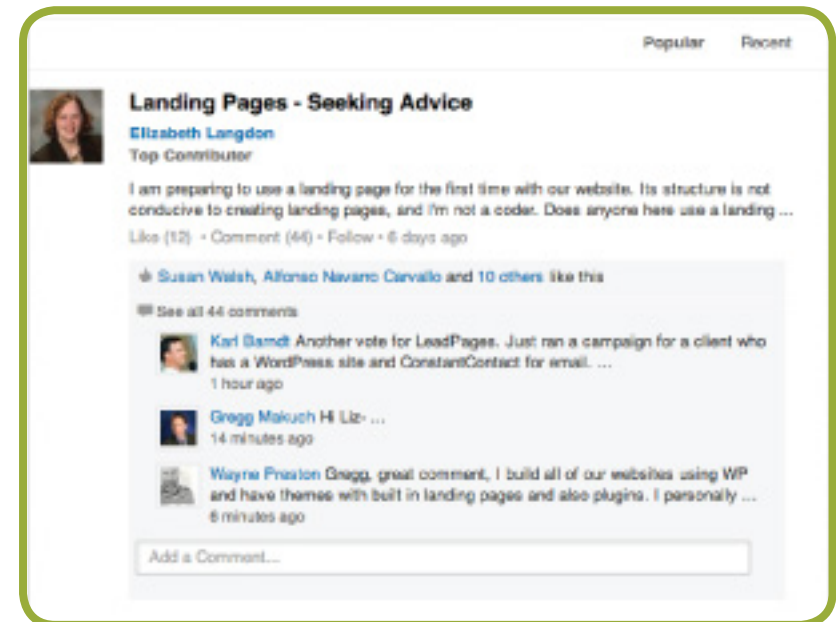 Popular Recent
Landing Pages - Seeking Advice
Elizabeth Langdon
Top Contributor
I am preparing to use a landing page for the first time with our website. Its structure is not
conducive to creating landing pages, and I'm not a coder. Does anyone here use a landing ...
Like (12) • Comment (44) • Follow • 6 days ago
Susan Walsh, Alfonso Navarro Carvallo and 10 others like this
See all 44 comments
Karl Barndt Another vote for LeadPages. Just ran a campaign for a client who
has a WordPress site and ConstantContact for email. ...
1 hour ago
Gregg Makuch Hi Liz- ...
14 minutes ago
Wayne Preston Gregg, great comment, I build all of our websites using WP
and have themes with built in landing pages and also plugins. I personally ...
6 minutes ago
Add a Comment...